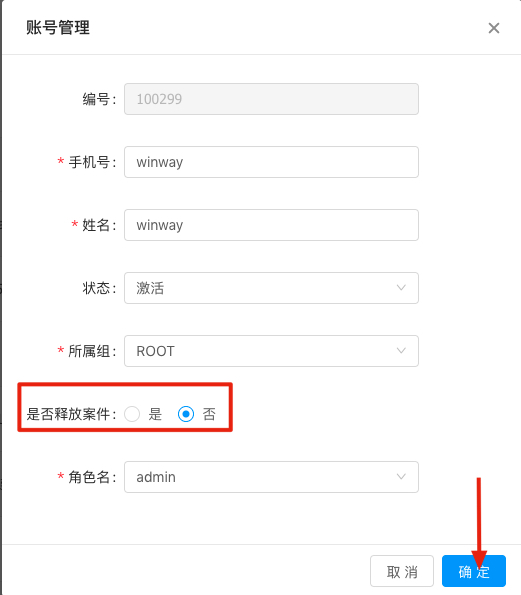 账号管理
编号: 100299
* 手机号: winway
* 姓名: winway
状态: 激活
* 所属组: ROOT
是否释放案件: 是 否
* 角色名: admin
取 消 确 定